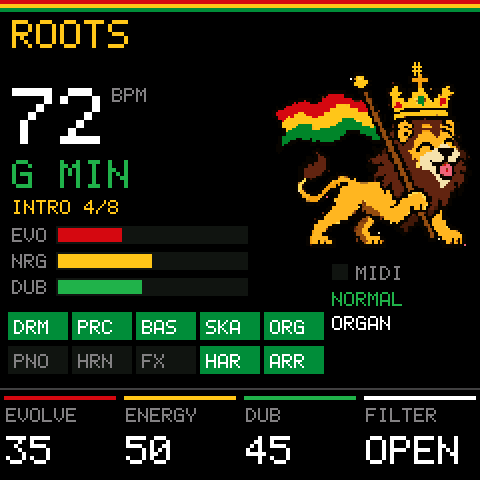 ROOTS
72 BPM
G MIN
INTRO 4/8
EVO
NRG
DUB
MIDI
NORMAL
ORGAN
DRM PRC BAS SKA ORG
PNO HRN FX HAR ARR
EVOLVE ENERGY DUB FILTER
35 50 45 OPEN